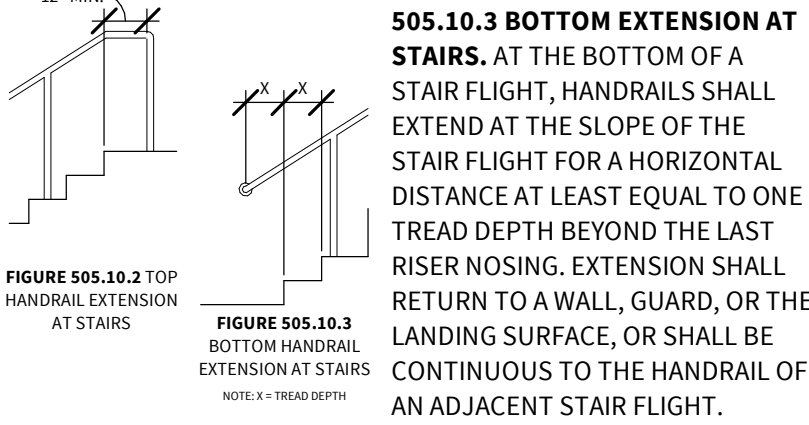 12" MIN.
X X
FIGURE 505.10.2 TOP
HANDRAIL EXTENSION
AT STAIRS
FIGURE 505.10.3
BOTTOM HANDRAIL
EXTENSION AT STAIRS
NOTE: X = TREAD DEPTH
505.10.3 BOTTOM EXTENSION AT
STAIRS. AT THE BOTTOM OF A
STAIR FLIGHT, HANDRAILS SHALL
EXTEND AT THE SLOPE OF THE
STAIR FLIGHT FOR A HORIZONTAL
DISTANCE AT LEAST EQUAL TO ONE
TREAD DEPTH BEYOND THE LAST
RISER NOSING. EXTENSION SHALL
RETURN TO A WALL, GUARD, OR THE
LANDING SURFACE, OR SHALL BE
CONTINUOUS TO THE HANDRAIL OF
AN ADJACENT STAIR FLIGHT.